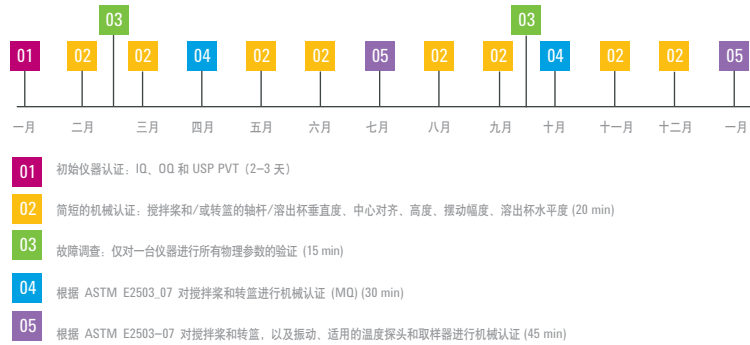 03 03
01 02 02 04 02 02 05 02 02 04 02 02 05
一月 二月 三月 四月 五月 六月 七月 八月 九月 十月 十一月 十二月 一月
01 初始仪器认证：IQ、OQ 和 USP PVT（2–3 天）
02 简短的机械认证：搅拌桨和/或转篮的轴杆/溶出杯垂直度、中心对齐、高度、摆动幅度、溶出杯水平度 (20 min)
03 故障调查：仅对一台仪器进行所有物理参数的验证 (15 min)
04 根据 ASTM E2503_07 对搅拌桨和转篮进行机械认证 (MQ) (30 min)
05 根据 ASTM E2503–07 对搅拌桨和转篮，以及振动、适用的温度探头和取样器进行机械认证 (45 min)